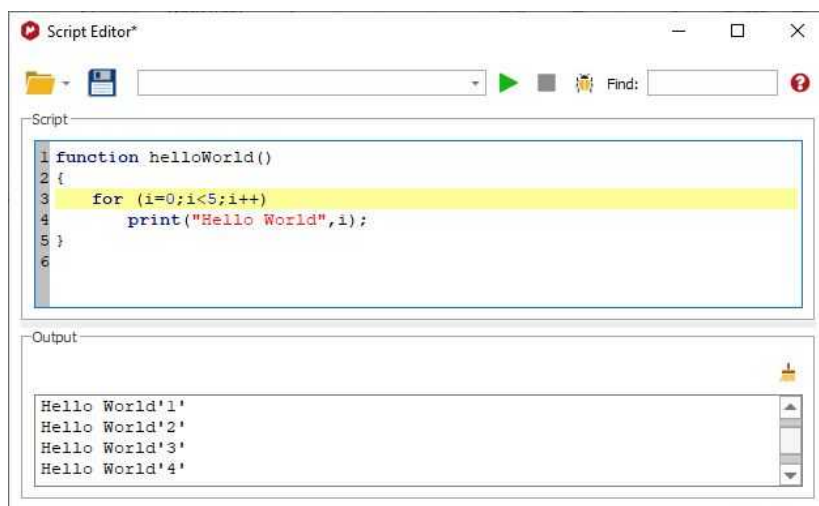 Script Editor*
Find:
Script
1 function helloWorld()
2 {
3 for (i=0;i<5;i++)
4 print("Hello World",i);
5 }
6
Output
Hello World'1'
Hello World'2'
Hello World'3'
Hello World'4'